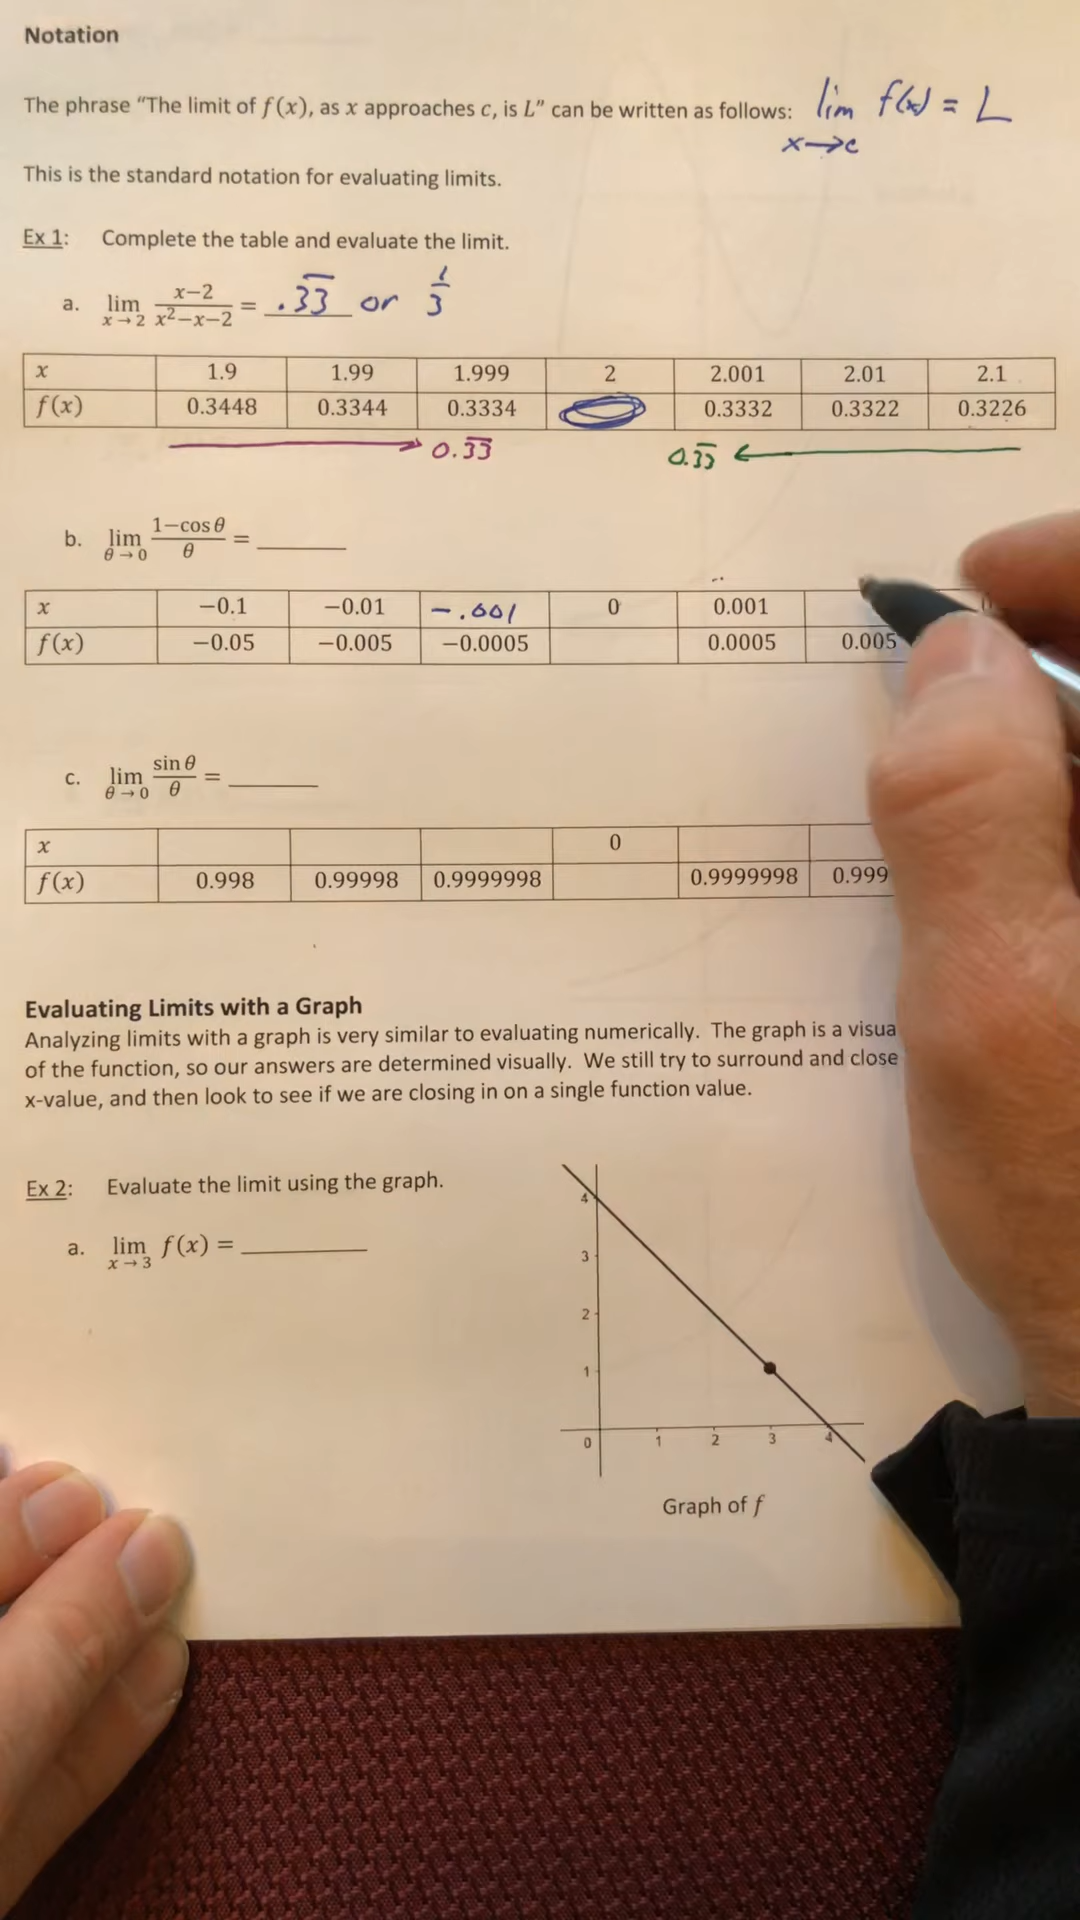 Notation
The phrase "The limit of f(x), as x approaches c, is L" can be written as follows: lim f(x) = L
x→c
This is the standard notation for evaluating limits.
Ex 1: Complete the table and evaluate the limit.
a. lim x→2 x−2 / x²−x−2 = .33̅ or 1/3
x 1.9 1.99 1.999 2 2.001 2.01 2.1
f(x) 0.3448 0.3344 0.3334 0.3332 0.3322 0.3226
0.33̅ 0.33̅
b. lim θ→0 1−cos θ / θ =
x −0.1 −0.01 −.001 0 0.001
f(x) −0.05 −0.005 −0.0005 0.0005 0.005
c. lim θ→0 sin θ / θ =
x 0
f(x) 0.998 0.99998 0.9999998 0.9999998 0.999
Evaluating Limits with a Graph
Analyzing limits with a graph is very similar to evaluating numerically. The graph is a visua
of the function, so our answers are determined visually. We still try to surround and close
x-value, and then look to see if we are closing in on a single function value.
Ex 2: Evaluate the limit using the graph.
a. lim x→3 f(x) =
4
3
2
1
0 1 2 3 4
Graph of f